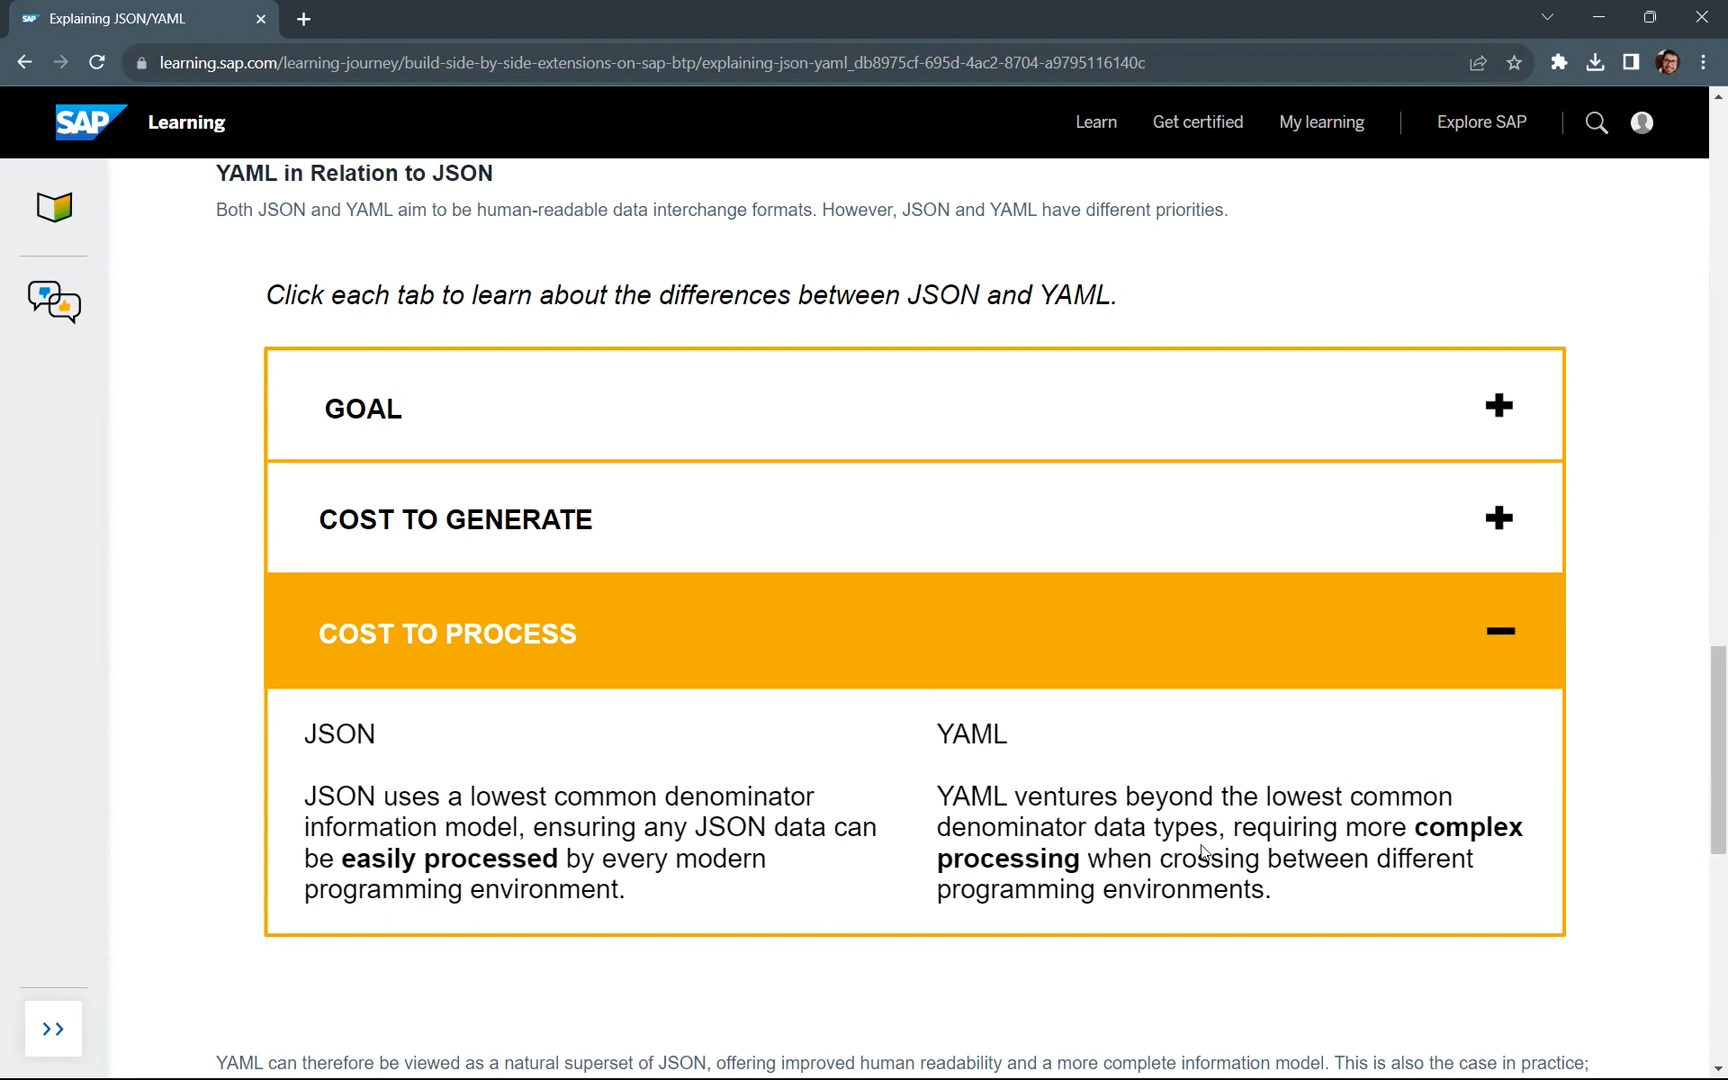 SAP Explaining JSON/YAML
learning.sap.com/learning-journey/build-side-by-side-extensions-on-sap-btp/explaining-json-yaml_db8975cf-695d-4ac2-8704-a9795116140c
SAP Learning Learn Get certified My learning Explore SAP
YAML in Relation to JSON
Both JSON and YAML aim to be human-readable data interchange formats. However, JSON and YAML have different priorities.
Click each tab to learn about the differences between JSON and YAML.
GOAL
COST TO GENERATE
COST TO PROCESS
JSON
JSON uses a lowest common denominator
information model, ensuring any JSON data can
be easily processed by every modern
programming environment.
YAML
YAML ventures beyond the lowest common
denominator data types, requiring more complex
processing when crossing between different
programming environments.
YAML can therefore be viewed as a natural superset of JSON, offering improved human readability and a more complete information model. This is also the case in practice;